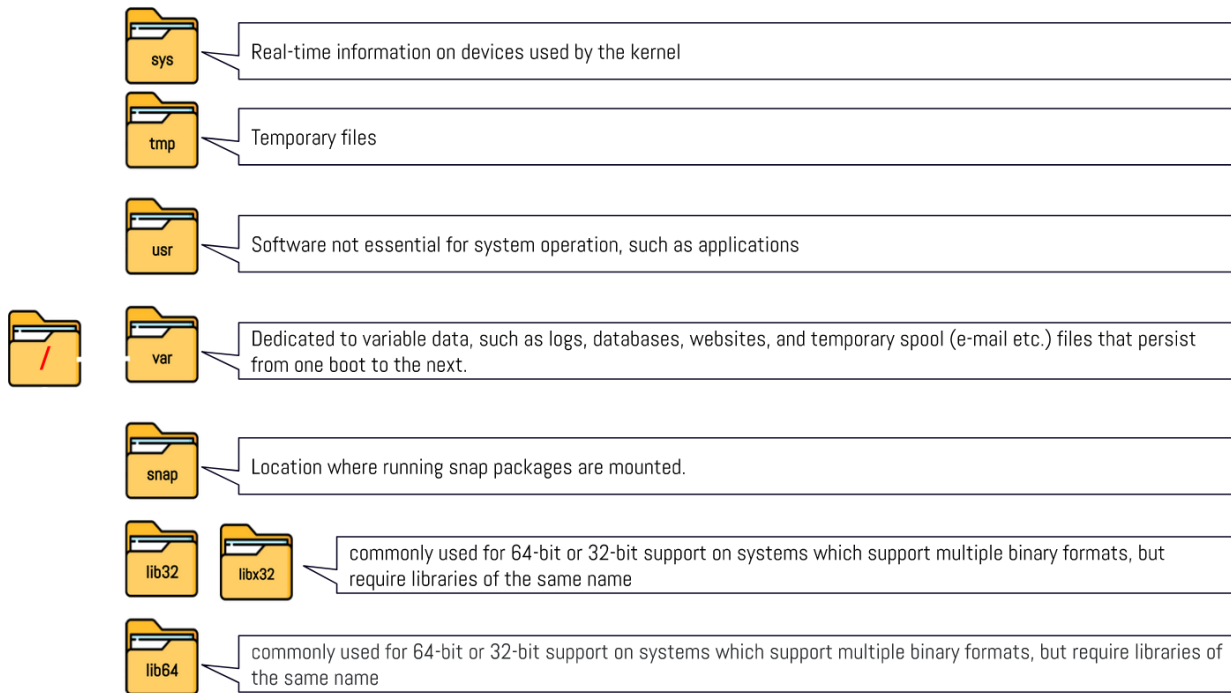 sys
Real-time information on devices used by the kernel
tmp
Temporary files
usr
Software not essential for system operation, such as applications
/
var
Dedicated to variable data, such as logs, databases, websites, and temporary spool (e-mail etc.) files that persist
from one boot to the next.
snap
Location where running snap packages are mounted.
lib32
libx32
commonly used for 64-bit or 32-bit support on systems which support multiple binary formats, but
require libraries of the same name
lib64
commonly used for 64-bit or 32-bit support on systems which support multiple binary formats, but require libraries of
the same name